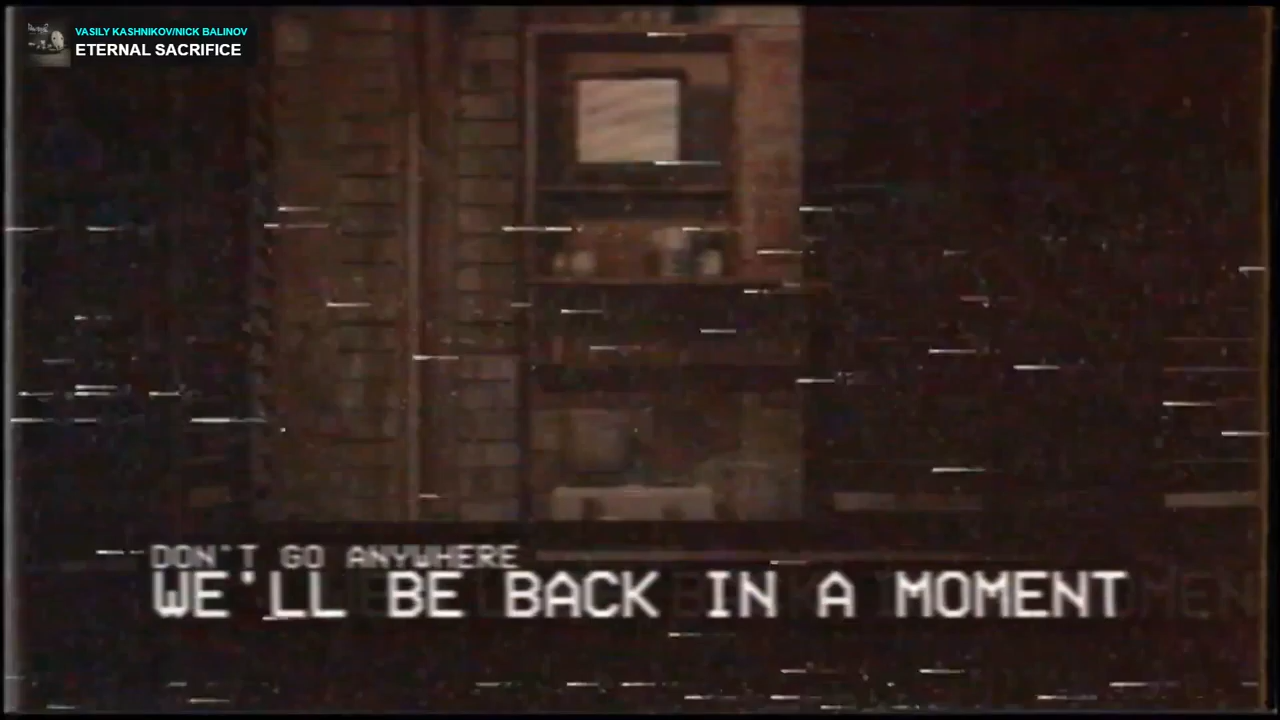 VASILY KASHNIKOV/NICK BALINOV
ETERNAL SACRIFICE
DON'T GO ANYWHERE
WE'LL BE BACK IN A MOMENT